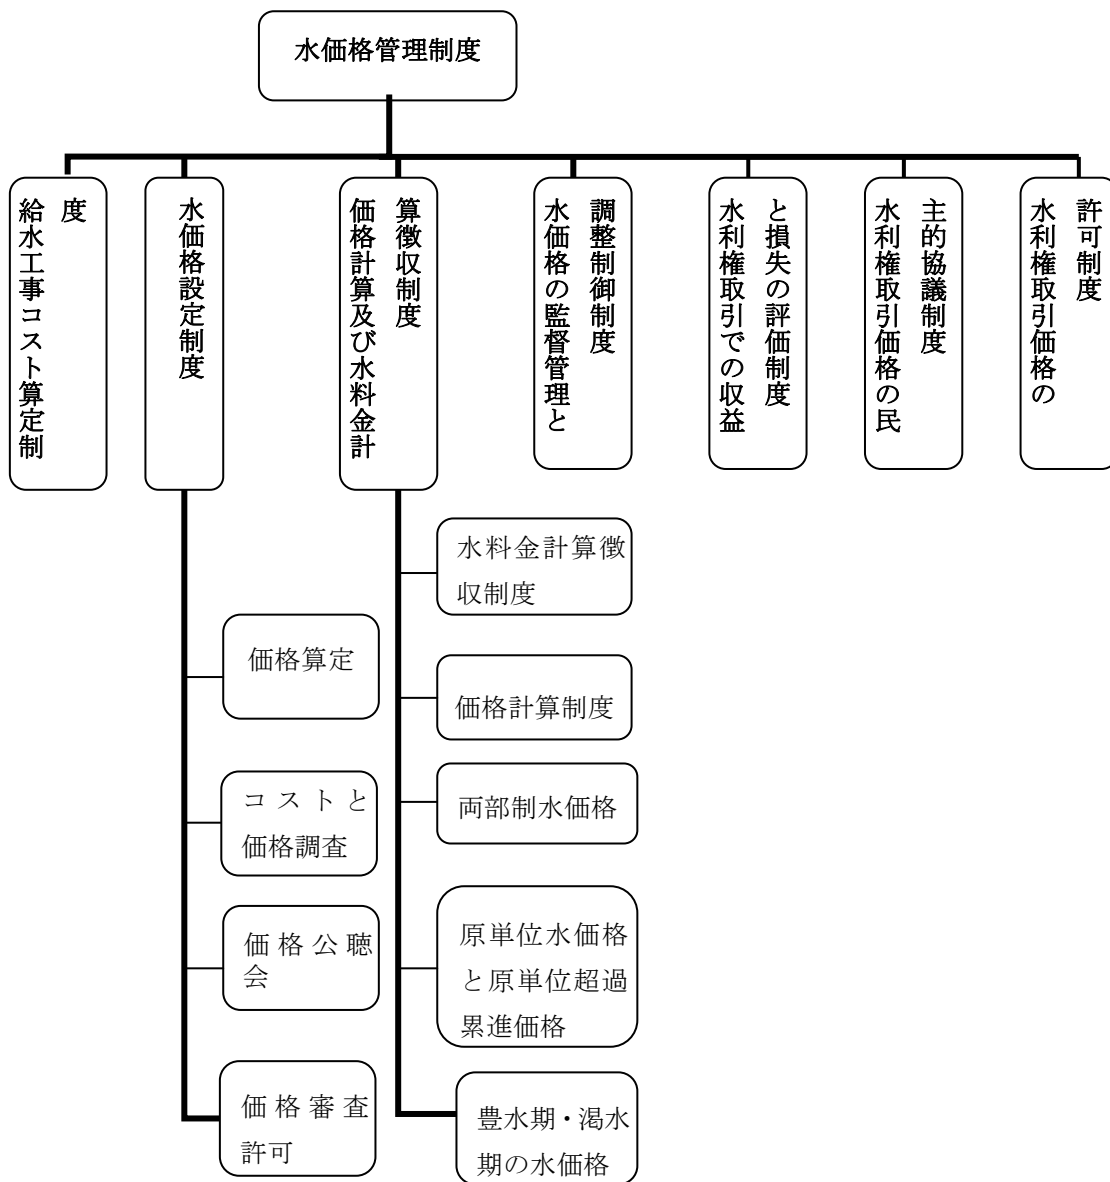 水価格管理制度
給水工事コスト算定制
度
水価格設定制度
価格計算及び水料金計
算徴収制度
水価格の監督管理と
調整制御制度
水利権取引での収益
と損失の評価制度
水利権取引価格の民
主的協議制度
水利権取引価格の
許可制度
価格算定
コストと
価格調査
価格公聴
会
価格審査
許可
水料金計算徴
収制度
価格計算制度
両部制水価格
原単位水価格
と原単位超過
累進価格
豊水期・渇水
期の水価格